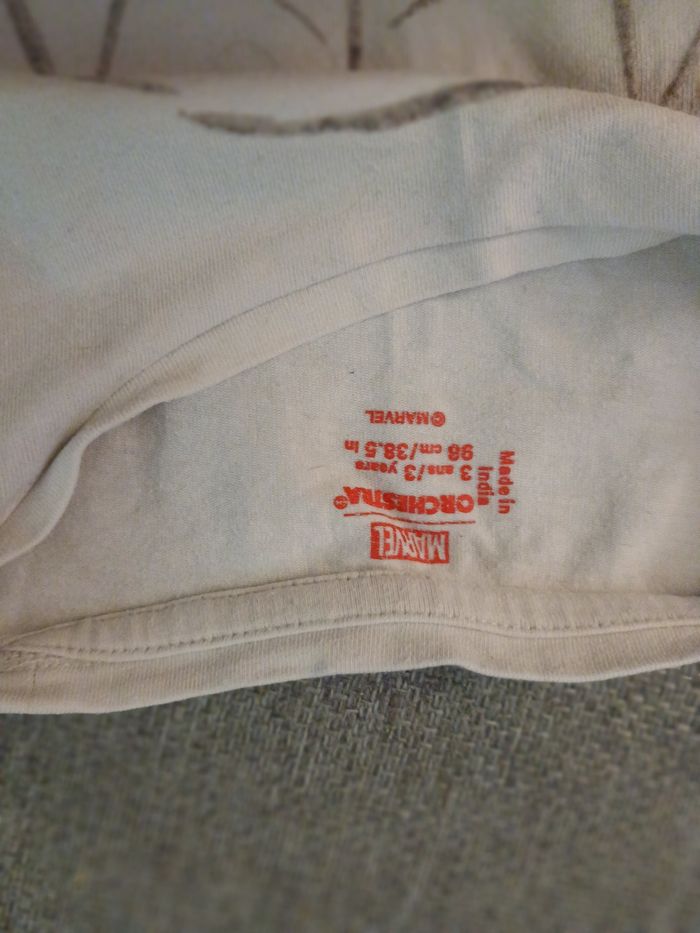 MARVEL
ORCHESTRA
3 ans/3 years
98 cm/38.5 in
© MARVEL
Made in
India